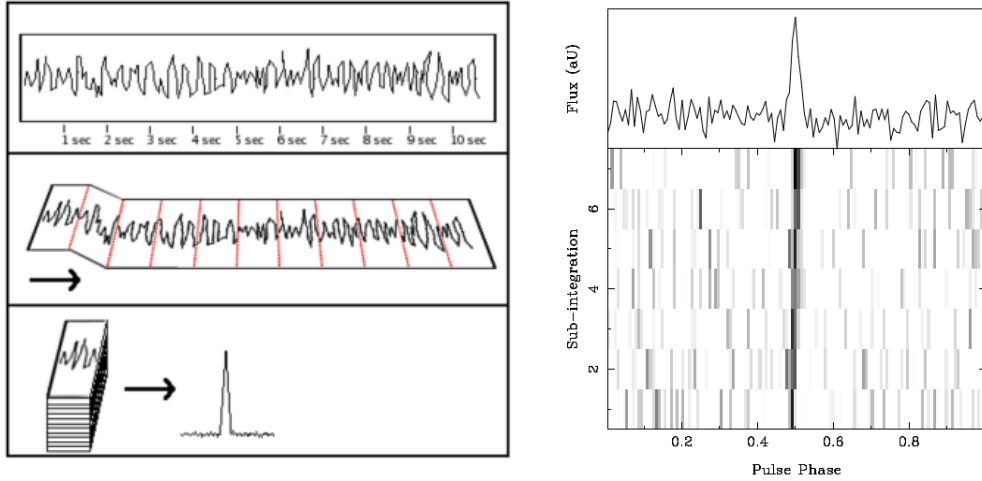 1 sec 2 sec 3 sec 4 sec 5 sec 6 sec 7 sec 8 sec 9 sec 10 sec
Flux (aU)
Sub-integration
6
4
2
0.2 0.4 0.6 0.8
Pulse Phase